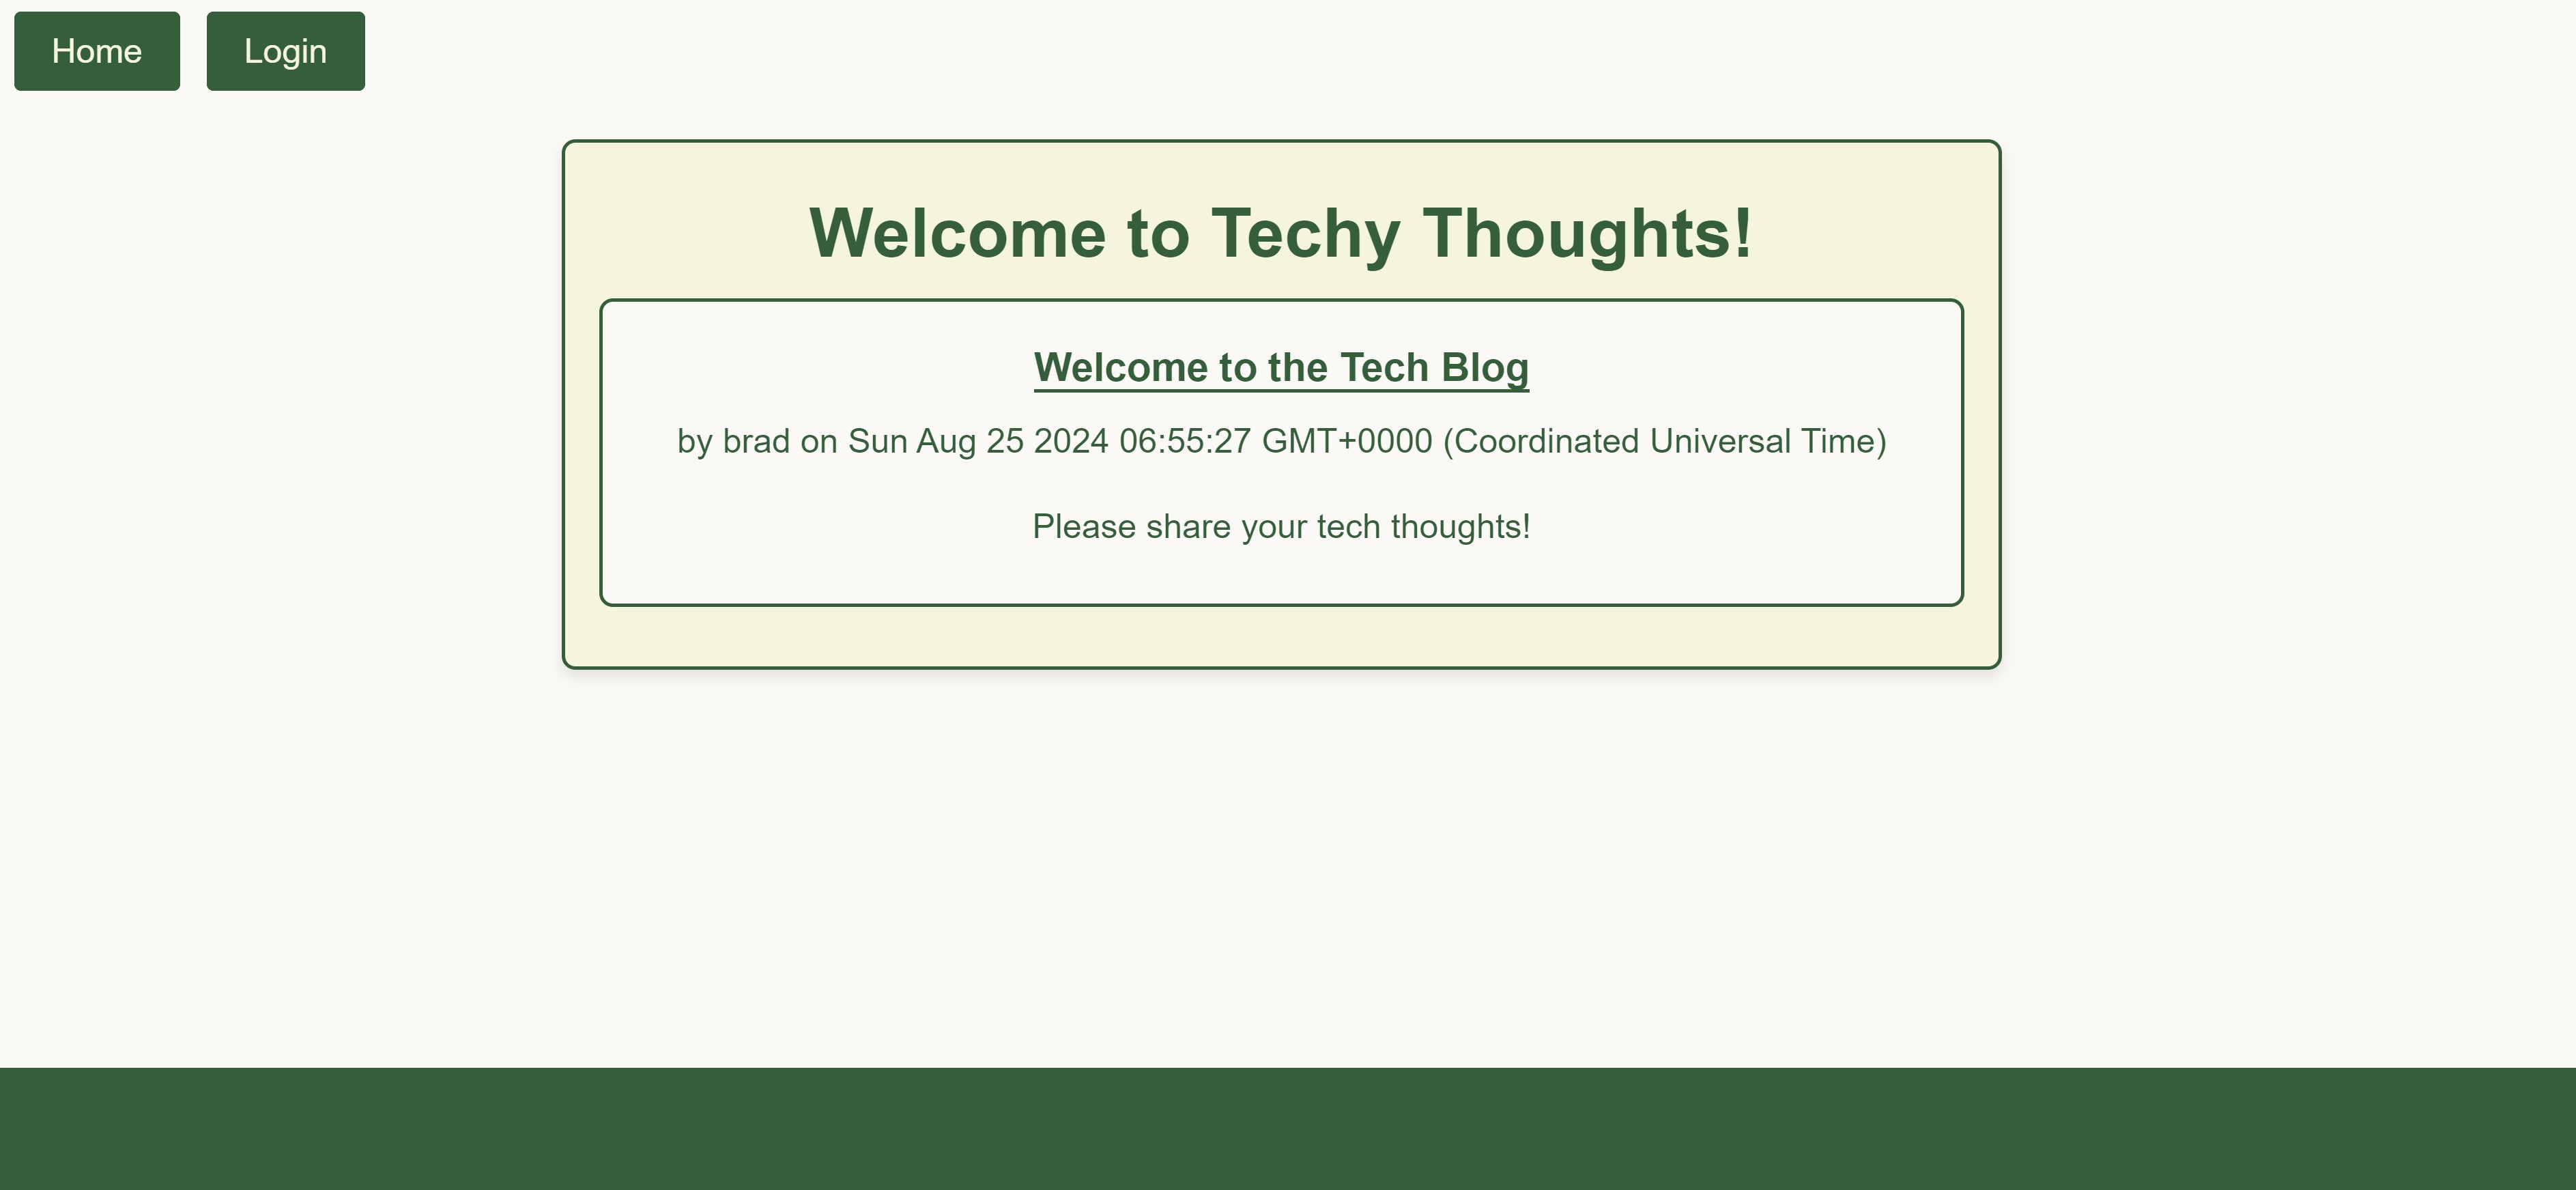 Home Login
Welcome to Techy Thoughts!
Welcome to the Tech Blog
by brad on Sun Aug 25 2024 06:55:27 GMT+0000 (Coordinated Universal Time)
Please share your tech thoughts!